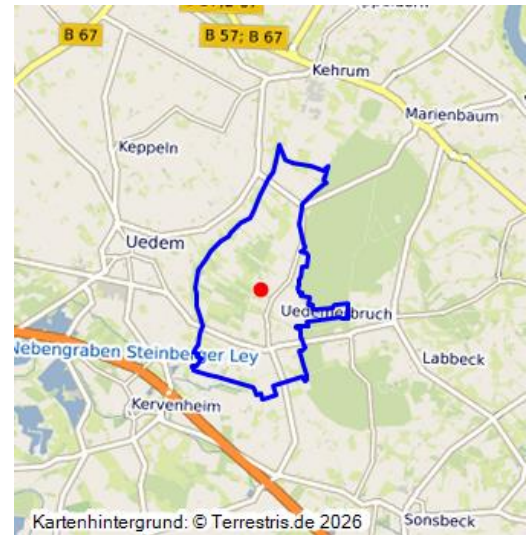 B 67
B 57; B 67
Kehrum
Marienbaum
Keppeln
Uedem
Uedemerbruch
Nebengraben Steinberger Ley
Labbeck
Kervenheim
Sonsbeck
Kartenhintergrund: © Terrestris.de 2026